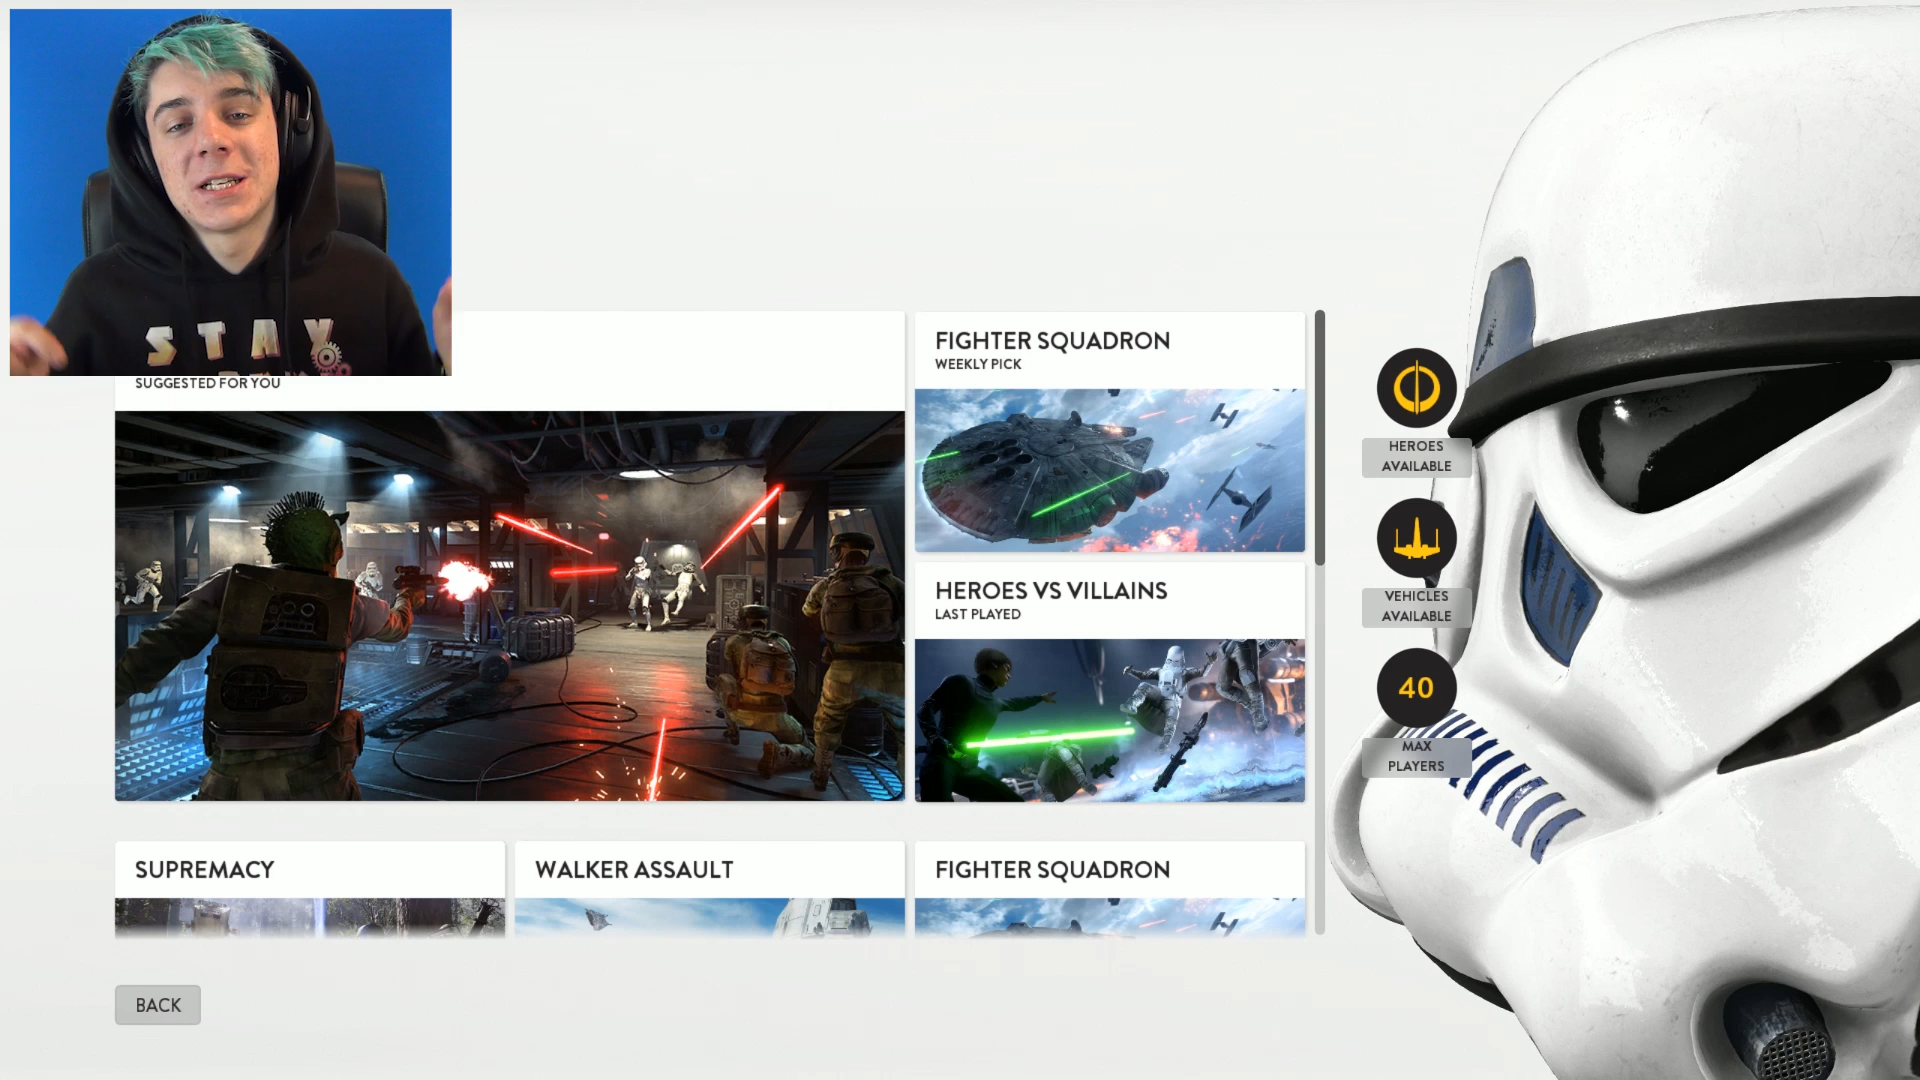 STAY
SUGGESTED FOR YOU
FIGHTER SQUADRON
WEEKLY PICK
HEROES VS VILLAINS
LAST PLAYED
HEROES
AVAILABLE
VEHICLES
AVAILABLE
40
MAX
PLAYERS
SUPREMACY
WALKER ASSAULT
FIGHTER SQUADRON
BACK